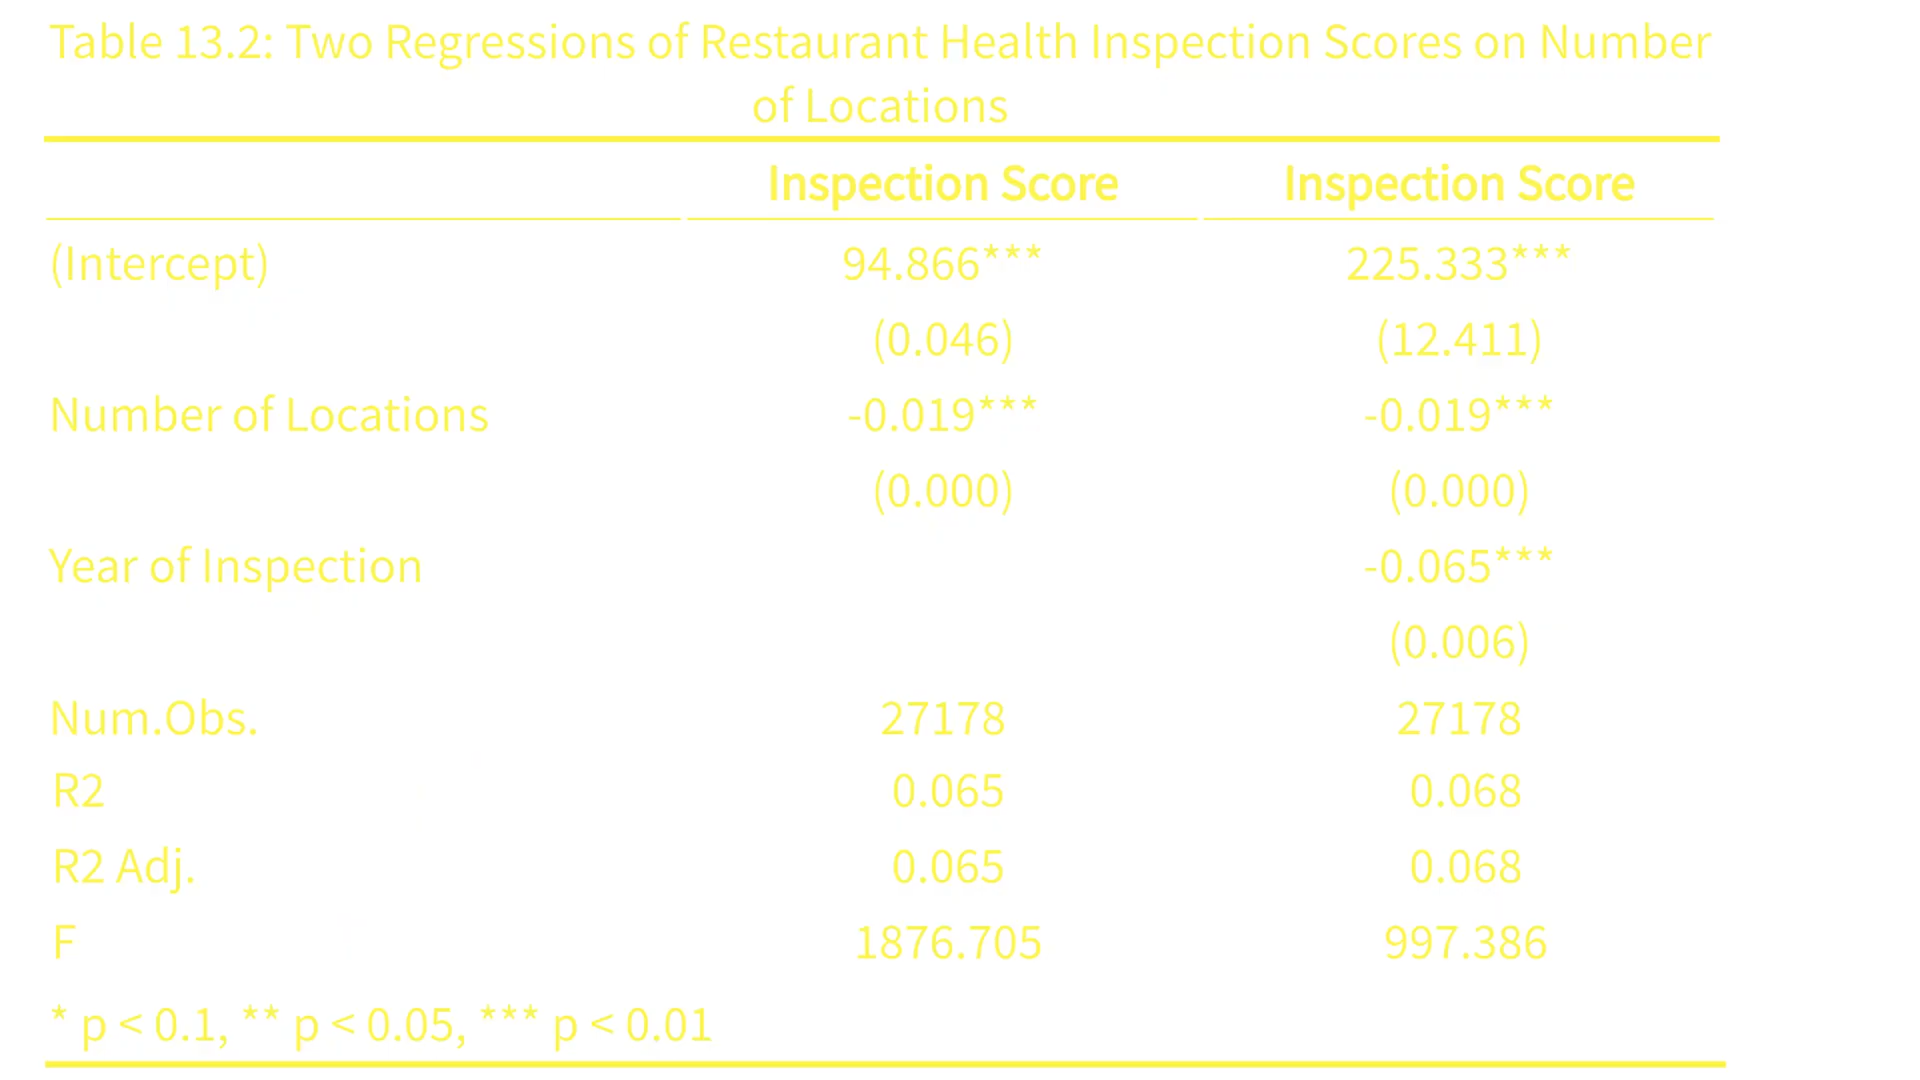 Table 13.2: Two Regressions of Restaurant Health Inspection Scores on Number
of Locations
Inspection Score Inspection Score
(Intercept) 94.866*** 225.333***
(0.046) (12.411)
Number of Locations -0.019*** -0.019***
(0.000) (0.000)
Year of Inspection -0.065***
(0.006)
Num.Obs. 27178 27178
R2 0.065 0.068
R2 Adj. 0.065 0.068
F 1876.705 997.386
* p < 0.1, ** p < 0.05, *** p < 0.01